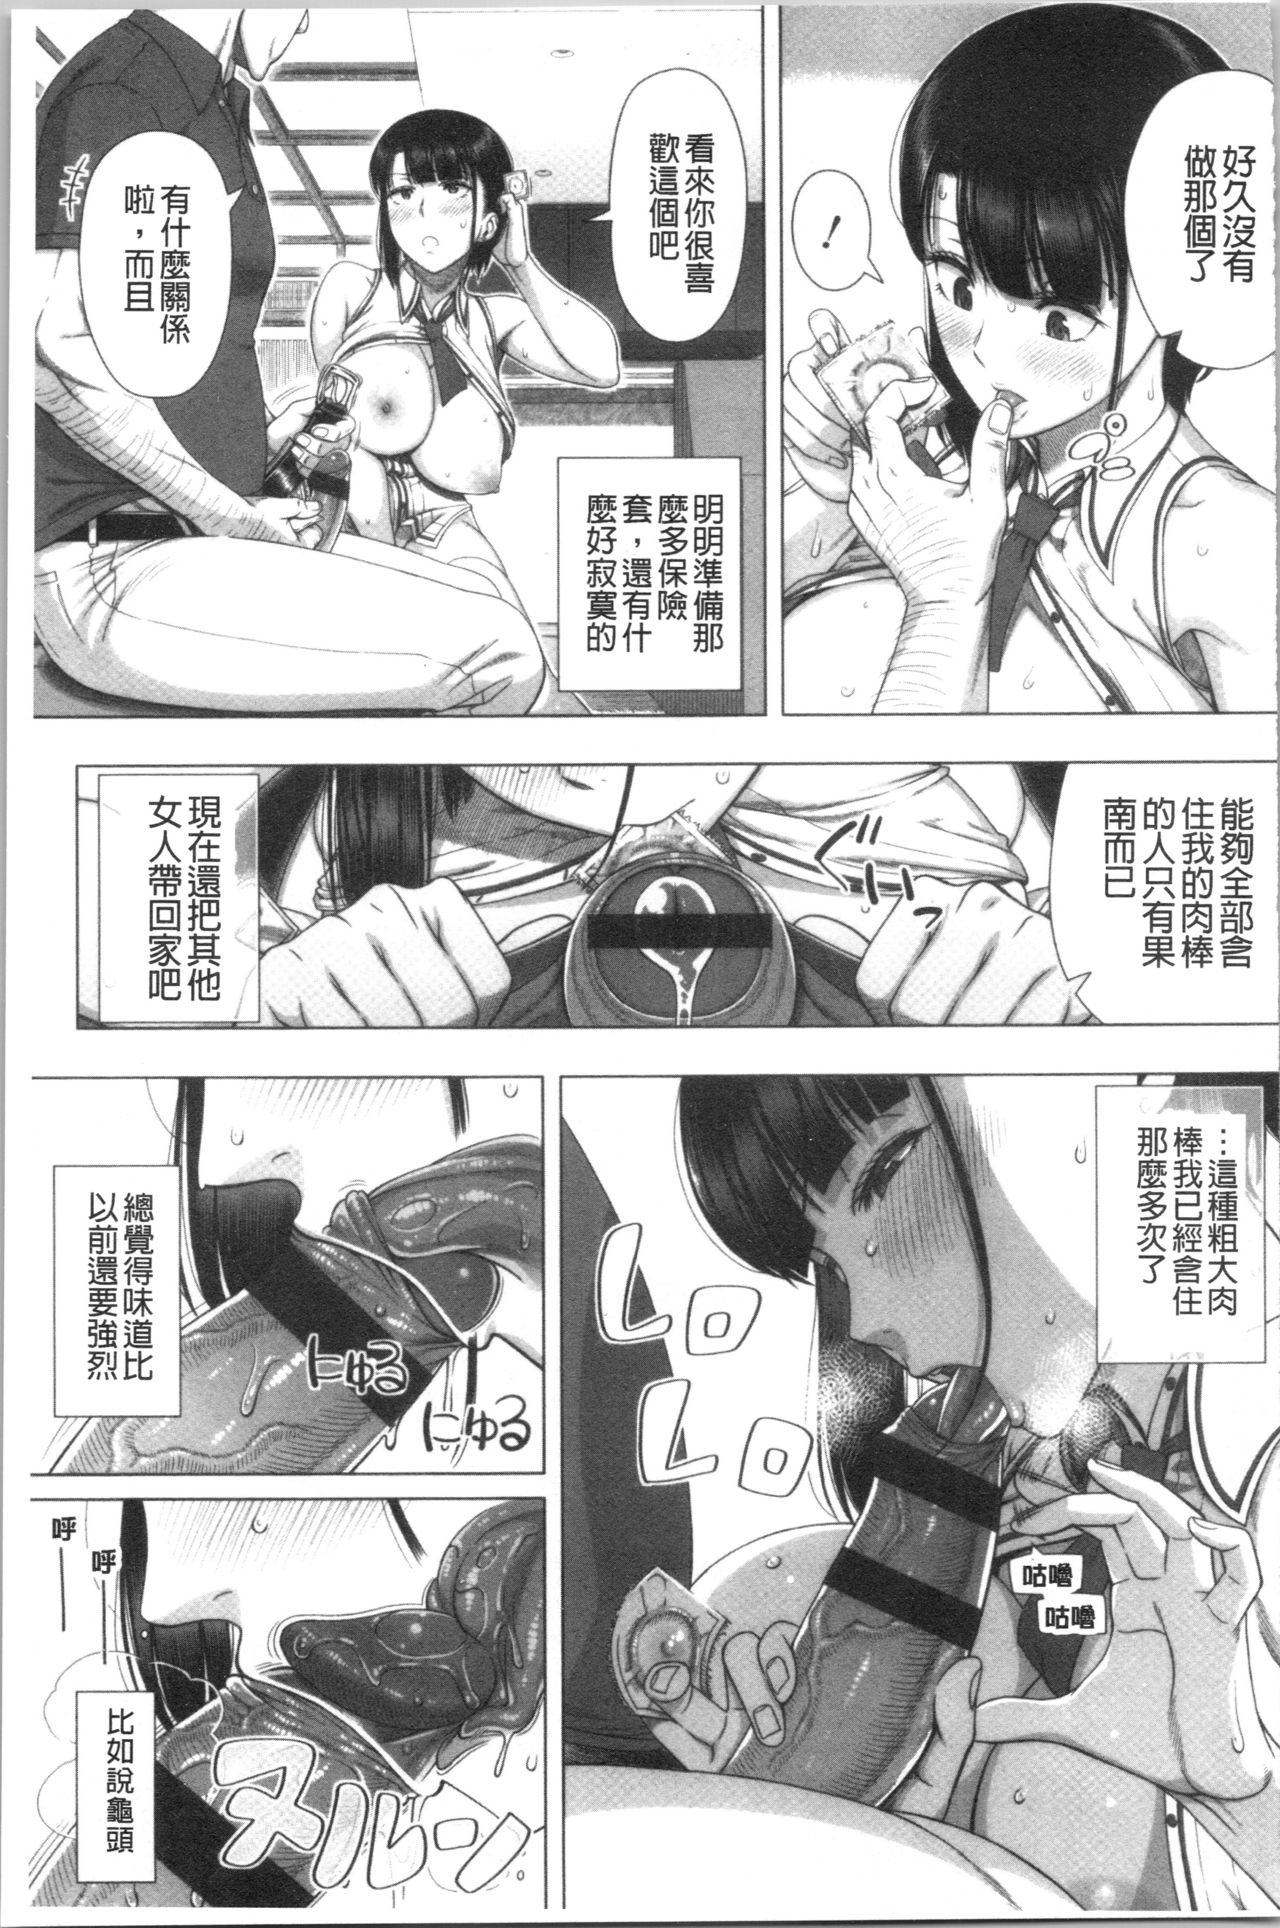 好久沒有
做那個了
！
看來你很喜
歡這個吧
有什麼關係
啦，而且
明明準備那
麼多保險
套，還有什
麼好寂寞的
能夠全部含
住我的肉棒
的人只有果
南而已
現在還把其他
女人帶回家吧
…這種粗大肉
棒我已經含住
那麼多次了
レロ
レロ
咕嚕
咕嚕
總覺得味道比
以前還要強烈
にゅる
にゅる
呼——
呼——
比如說龜頭
ヌルーン